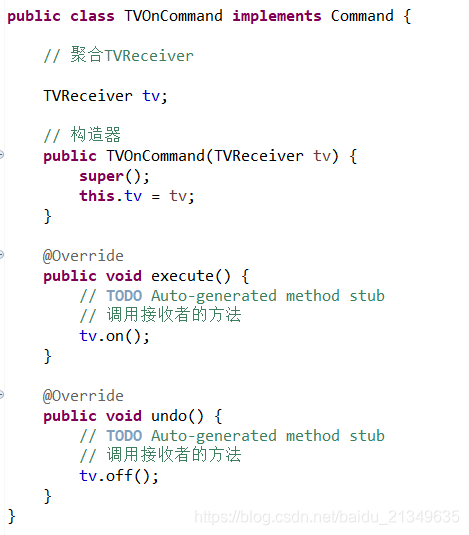 public class TVOnCommand implements Command {
// 聚合TVReceiver
TVReceiver tv;
// 构造器
public TVOnCommand(TVReceiver tv) {
super();
this.tv = tv;
}
@Override
public void execute() {
// TODO Auto-generated method stub
// 调用接收者的方法
tv.on();
}
@Override
public void undo() {
// TODO Auto-generated method stub
// 调用接收者的方法
tv.off();
}
}
https://blog.csdn.net/baidu_21349635